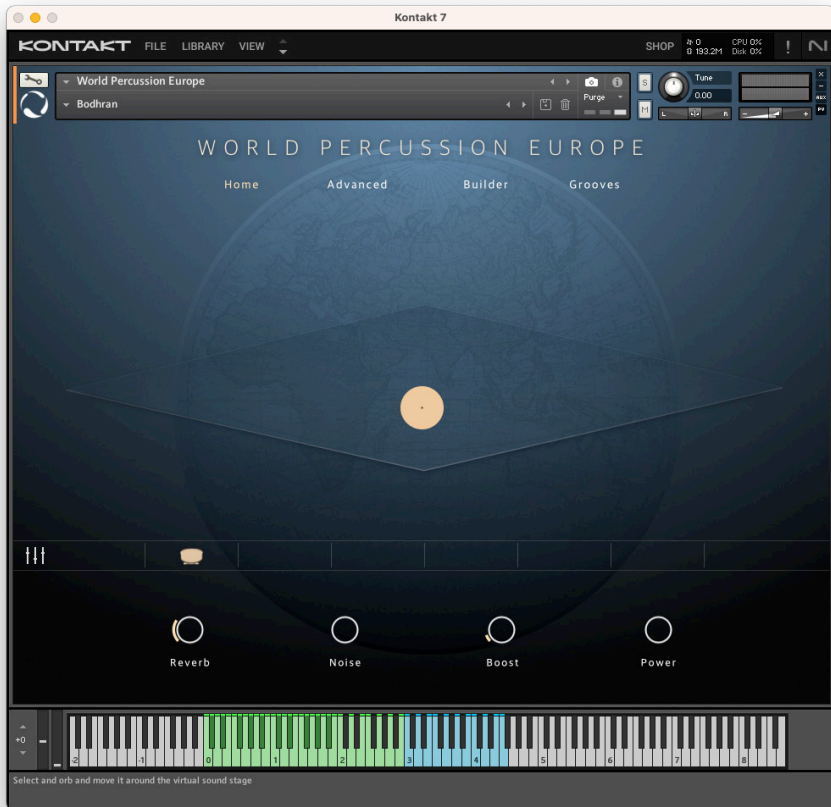 Kontakt 7
KONTAKT FILE LIBRARY VIEW SHOP 0 CPU 0%
193.2M Disk 0%
World Percussion Europe
Bodhran
Purge
S
M
Tune
0.00
L R - +
×
-
AUX
PV
WORLD PERCUSSION EUROPE
Home Advanced Builder Grooves
Reverb Noise Boost Power
+0
-2 -1 0 1 2 3 4 5 6 7 8
Select and orb and move it around the virtual sound stage